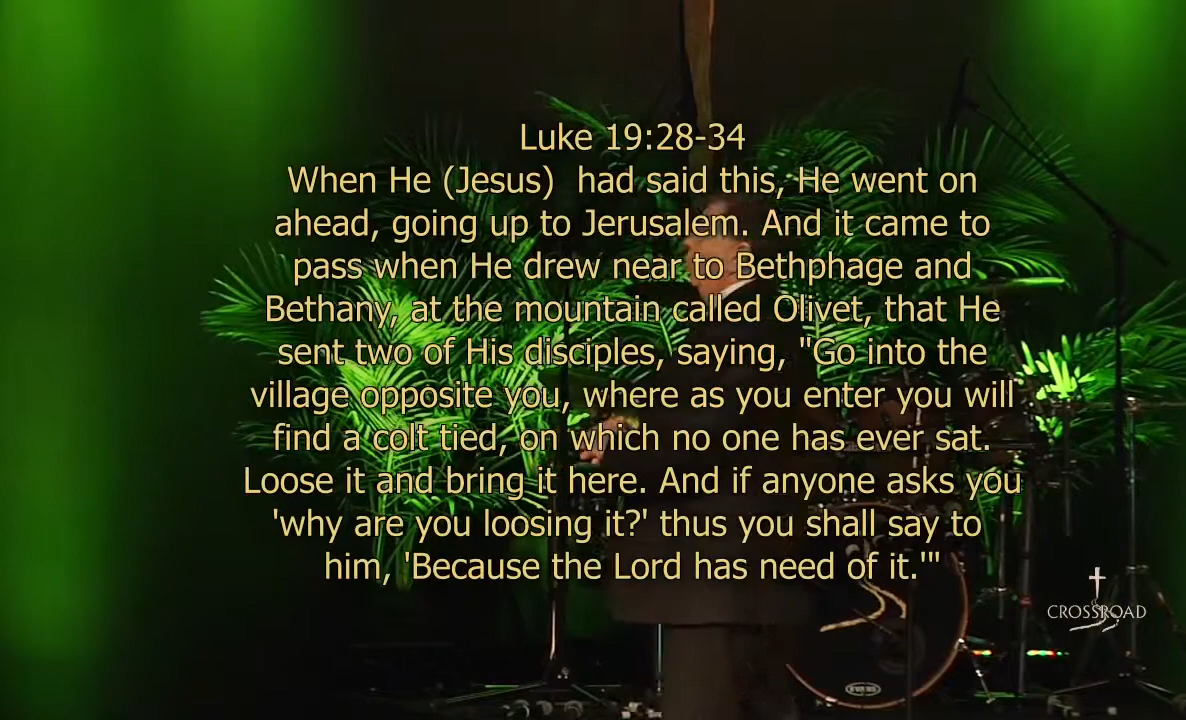 Luke 19:28-34
When He (Jesus)  had said this, He went on
ahead, going up to Jerusalem. And it came to
pass when He drew near to Bethphage and
Bethany, at the mountain called Olivet, that He
sent two of His disciples, saying, "Go into the
village opposite you, where as you enter you will
find a colt tied, on which no one has ever sat.
Loose it and bring it here. And if anyone asks you
'why are you loosing it?' thus you shall say to
him, 'Because the Lord has need of it.'"
CROSSROAD